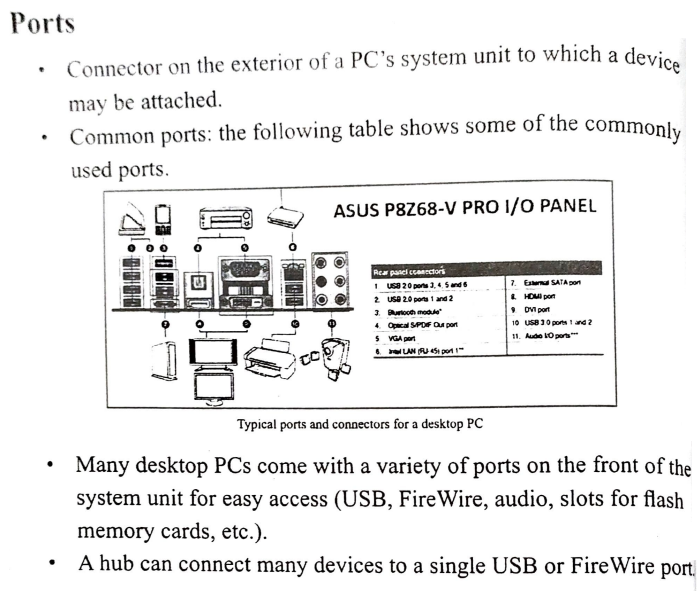 Ports
• Connector on the exterior of a PC's system unit to which a device
may be attached.
• Common ports: the following table shows some of the commonly
used ports.
ASUS P8Z68-V PRO I/O PANEL
Rear panel connectors
1 USB 2.0 ports 3, 4, 5 and 6
2. USB 2.0 ports 1 and 2
3. Bluetooth module*
4. Optical S/PDIF Out port
5 VGA port
6. Intel LAN (RJ-45) port 1**
7. External SATA port
8. HDMI port
9 DVI port
10 USB 3.0 ports 1 and 2
11. Audio I/O ports***
Typical ports and connectors for a desktop PC
• Many desktop PCs come with a variety of ports on the front of the
system unit for easy access (USB, FireWire, audio, slots for flash
memory cards, etc.).
• A hub can connect many devices to a single USB or FireWire port.